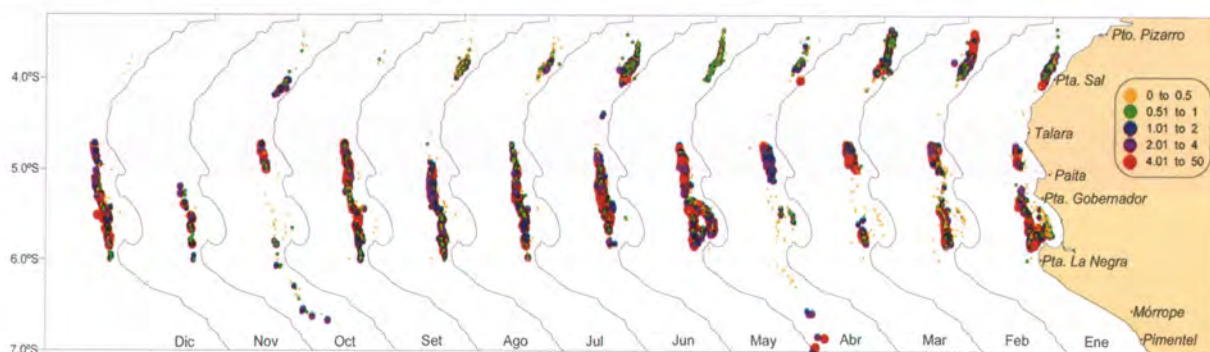 Pto. Pizarro
4.0ºS
Pta. Sal
0 to 0.5
0.51 to 1
1.01 to 2
2.01 to 4
4.01 to 50
Talara
5.0ºS
Paita
Pta. Gobernador
6.0ºS
Pta. La Negra
Mórrope
7.0ºS
Dic Nov Oct Set Ago Jul Jun May Abr Mar Feb Ene Pimentel